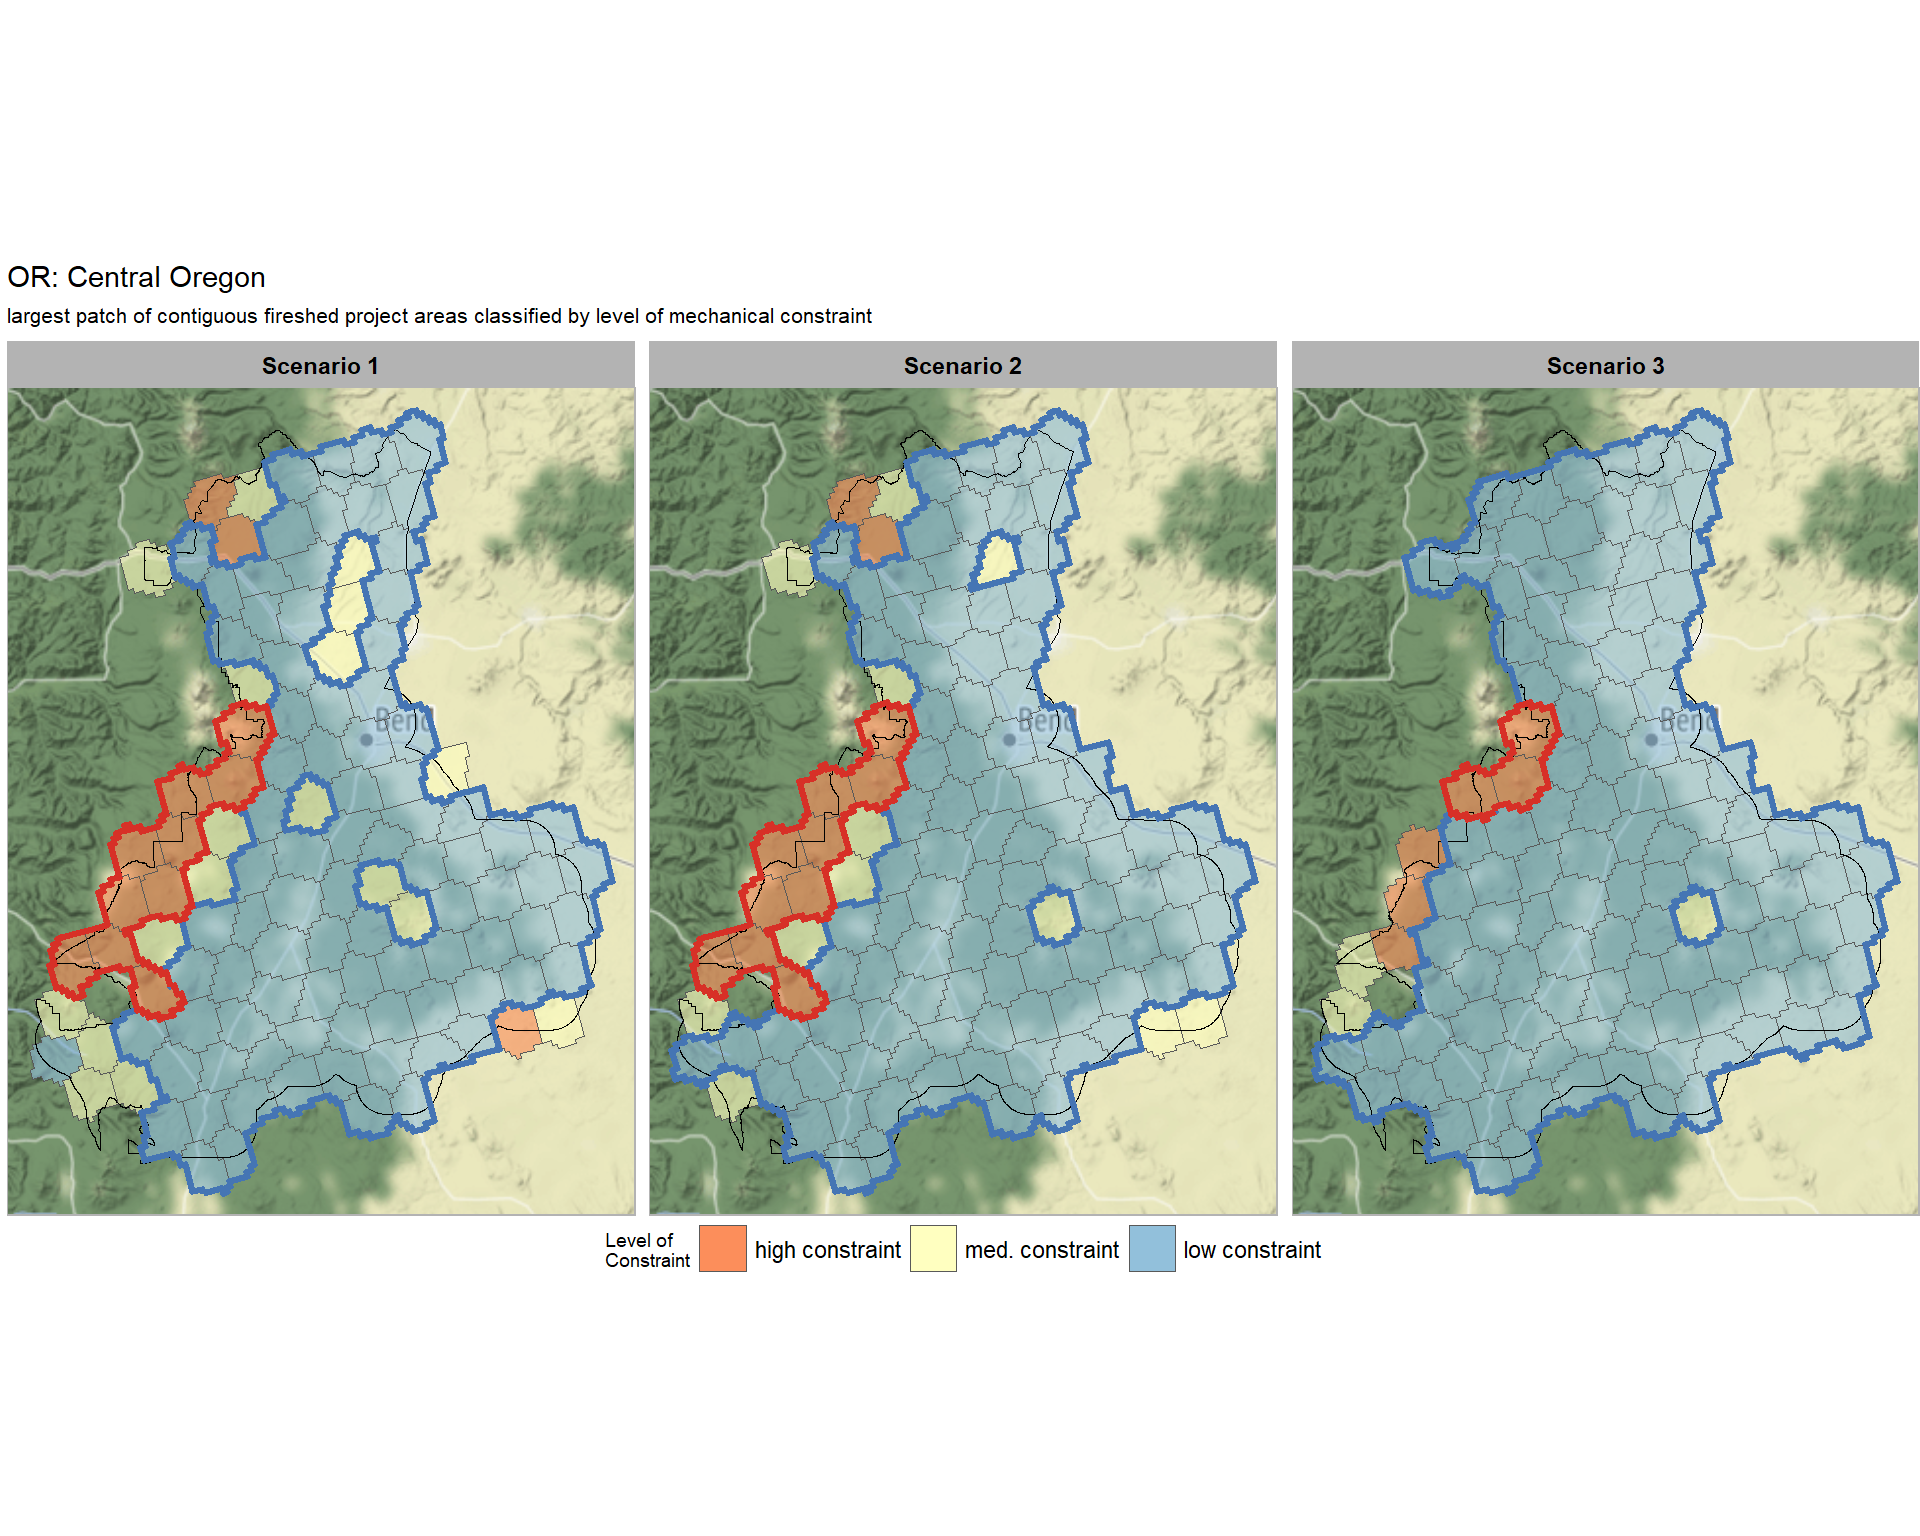 OR: Central Oregon
largest patch of contiguous fireshed project areas classified by level of mechanical constraint
Scenario 1
Scenario 2
Scenario 3
Bend
Bend
Bend
Level of
Constraint
high constraint
med. constraint
low constraint